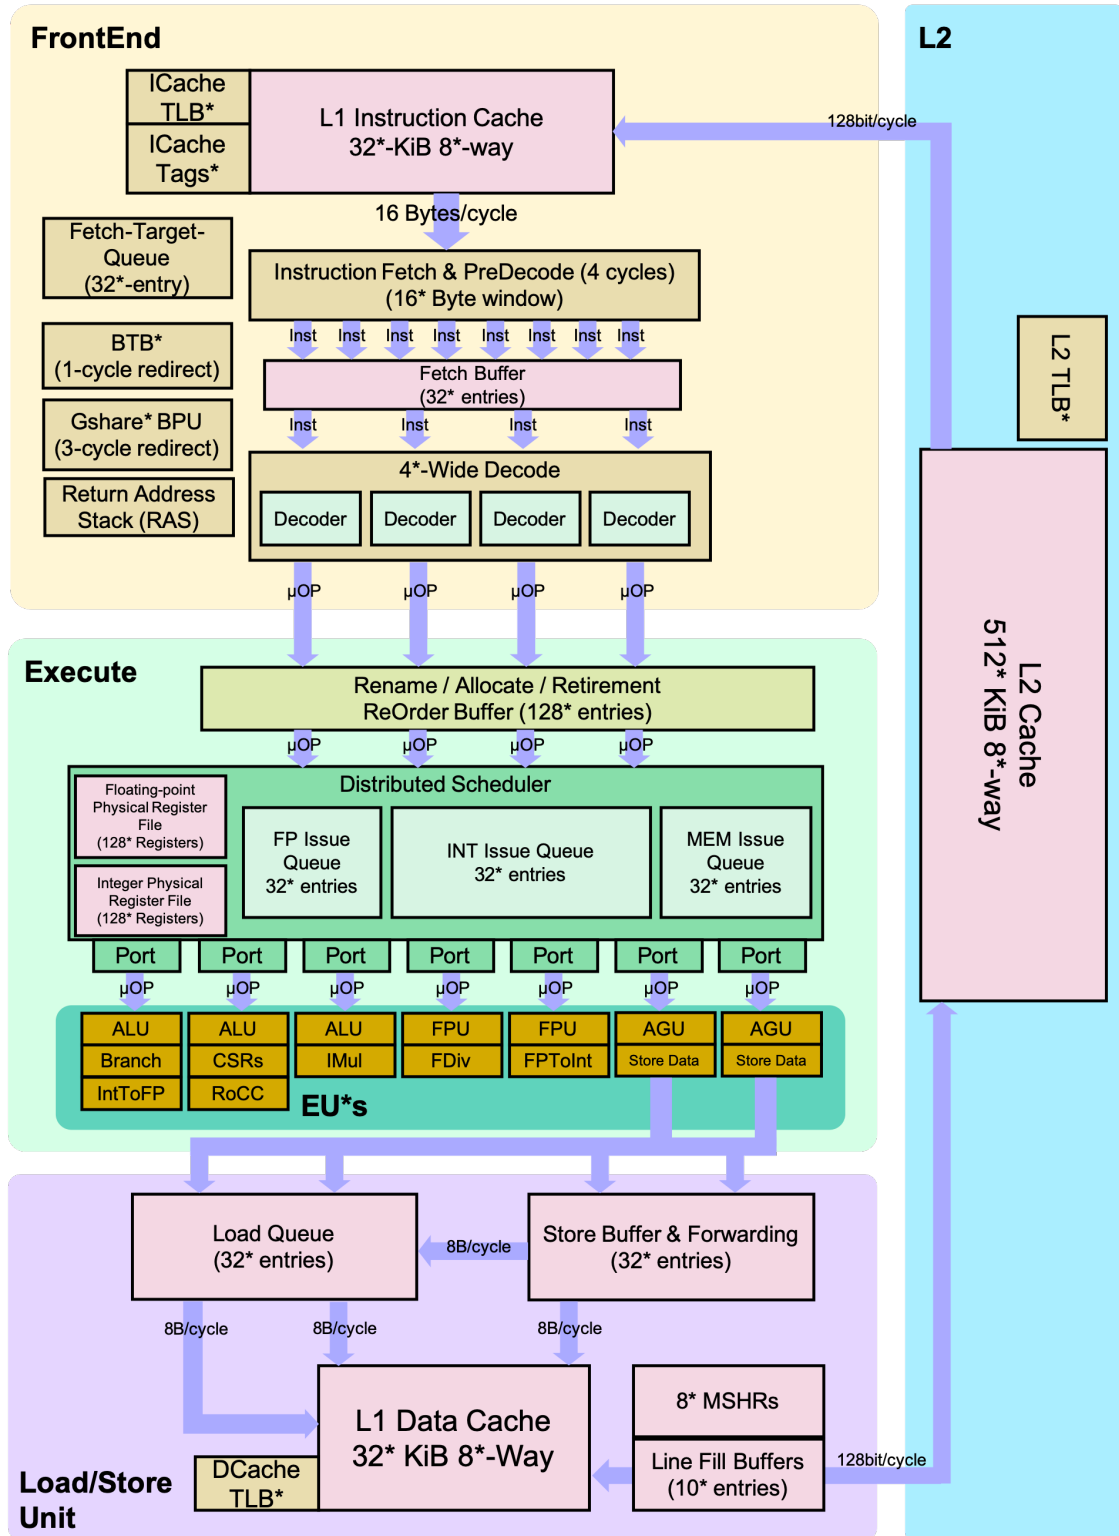 FrontEnd
L2
ICache
TLB*
ICache
Tags*
L1 Instruction Cache
32*-KiB 8*-way
128bit/cycle
16 Bytes/cycle
Fetch-Target-
Queue
(32*-entry)
Instruction Fetch & PreDecode (4 cycles)
(16* Byte window)
Inst
Inst
Inst
Inst
Inst
Inst
Inst
Inst
BTB*
(1-cycle redirect)
Fetch Buffer
(32* entries)
Gshare* BPU
(3-cycle redirect)
Inst
Inst
Inst
Inst
Return Address
Stack (RAS)
4*-Wide Decode
Decoder
Decoder
Decoder
Decoder
µOP
µOP
µOP
µOP
L2 TLB*
L2 Cache
512* KiB 8*-way
Execute
Rename / Allocate / Retirement
ReOrder Buffer (128* entries)
µOP
µOP
µOP
µOP
Distributed Scheduler
Floating-point
Physical Register
File
(128* Registers)
Integer Physical
Register File
(128* Registers)
FP Issue
Queue
32* entries
INT Issue Queue
32* entries
MEM Issue
Queue
32* entries
Port
Port
Port
Port
Port
Port
Port
µOP
µOP
µOP
µOP
µOP
µOP
µOP
ALU
Branch
IntToFP
ALU
CSRs
RoCC
ALU
IMul
FPU
FDiv
FPU
FPToInt
AGU
Store Data
AGU
Store Data
EU*s
Load Queue
(32* entries)
8B/cycle
Store Buffer & Forwarding
(32* entries)
8B/cycle
8B/cycle
8B/cycle
L1 Data Cache
32* KiB 8*-Way
DCache
TLB*
8* MSHRs
Line Fill Buffers
(10* entries)
128bit/cycle
Load/Store
Unit